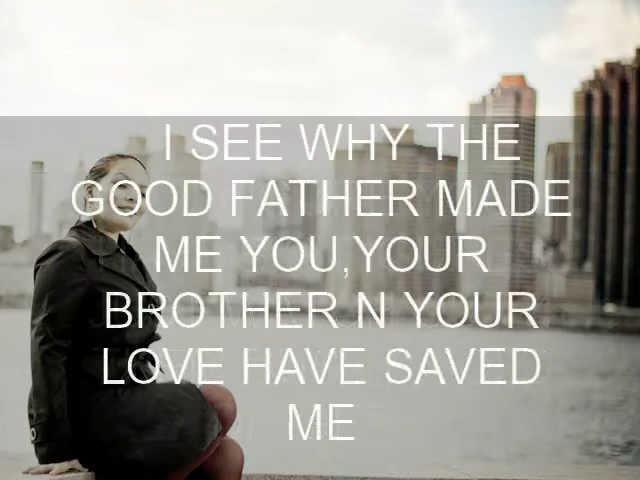 I SEE WHY THE
GOOD FATHER MADE
ME YOU,YOUR
BROTHER N YOUR
LOVE HAVE SAVED
ME